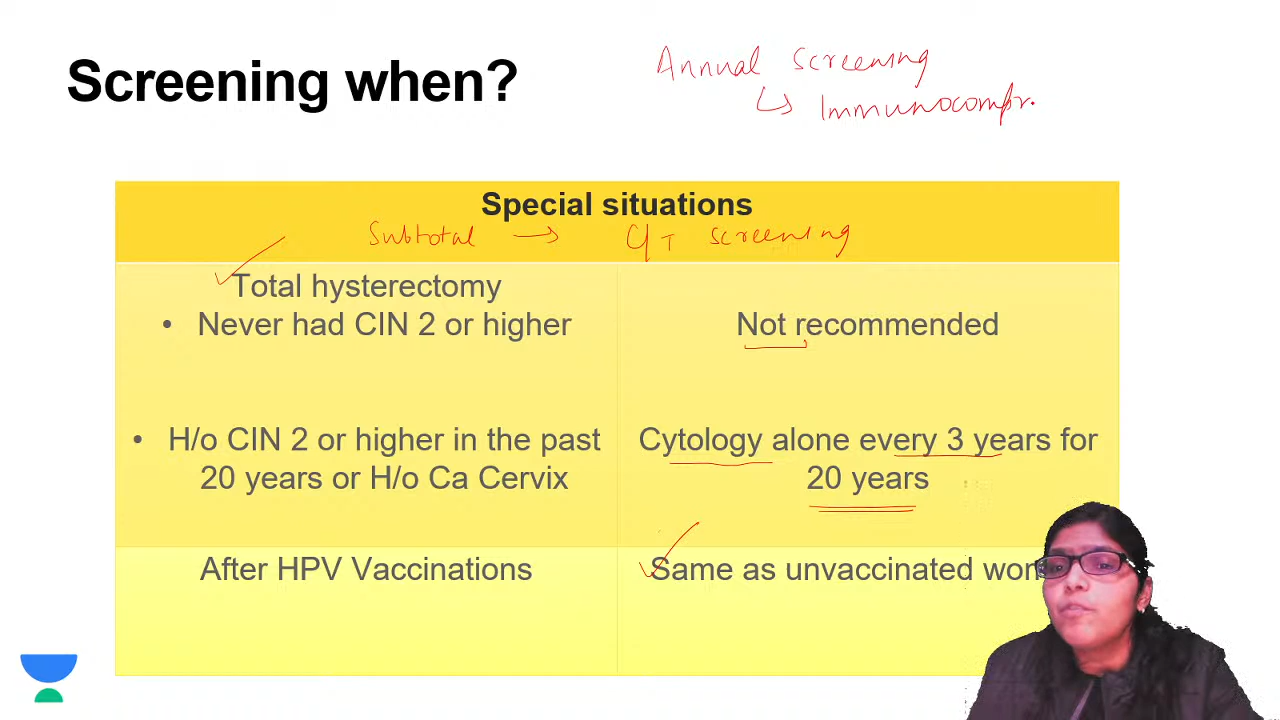 Screening when?
Annual screening
↳ Immunocompr.
Special situations
Subtotal → C/T screening
Total hysterectomy
• Never had CIN 2 or higher
Not recommended
• H/o CIN 2 or higher in the past
20 years or H/o Ca Cervix
Cytology alone every 3 years for
20 years
After HPV Vaccinations
Same as unvaccinated wom